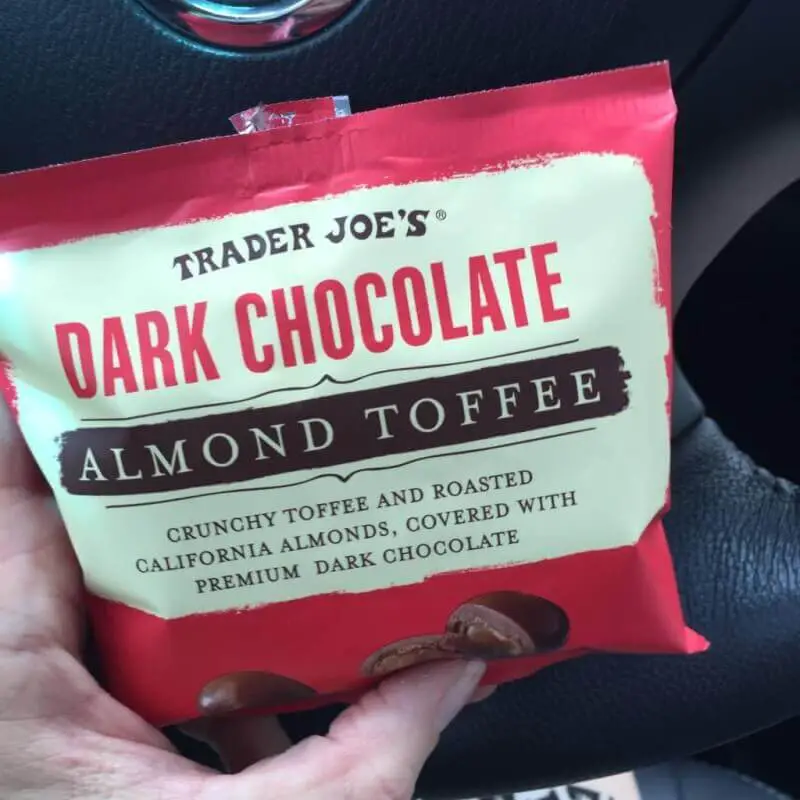 TRADER JOE'S®
DARK CHOCOLATE
ALMOND TOFFEE
CRUNCHY TOFFEE AND ROASTED
CALIFORNIA ALMONDS, COVERED WITH
PREMIUM DARK CHOCOLATE